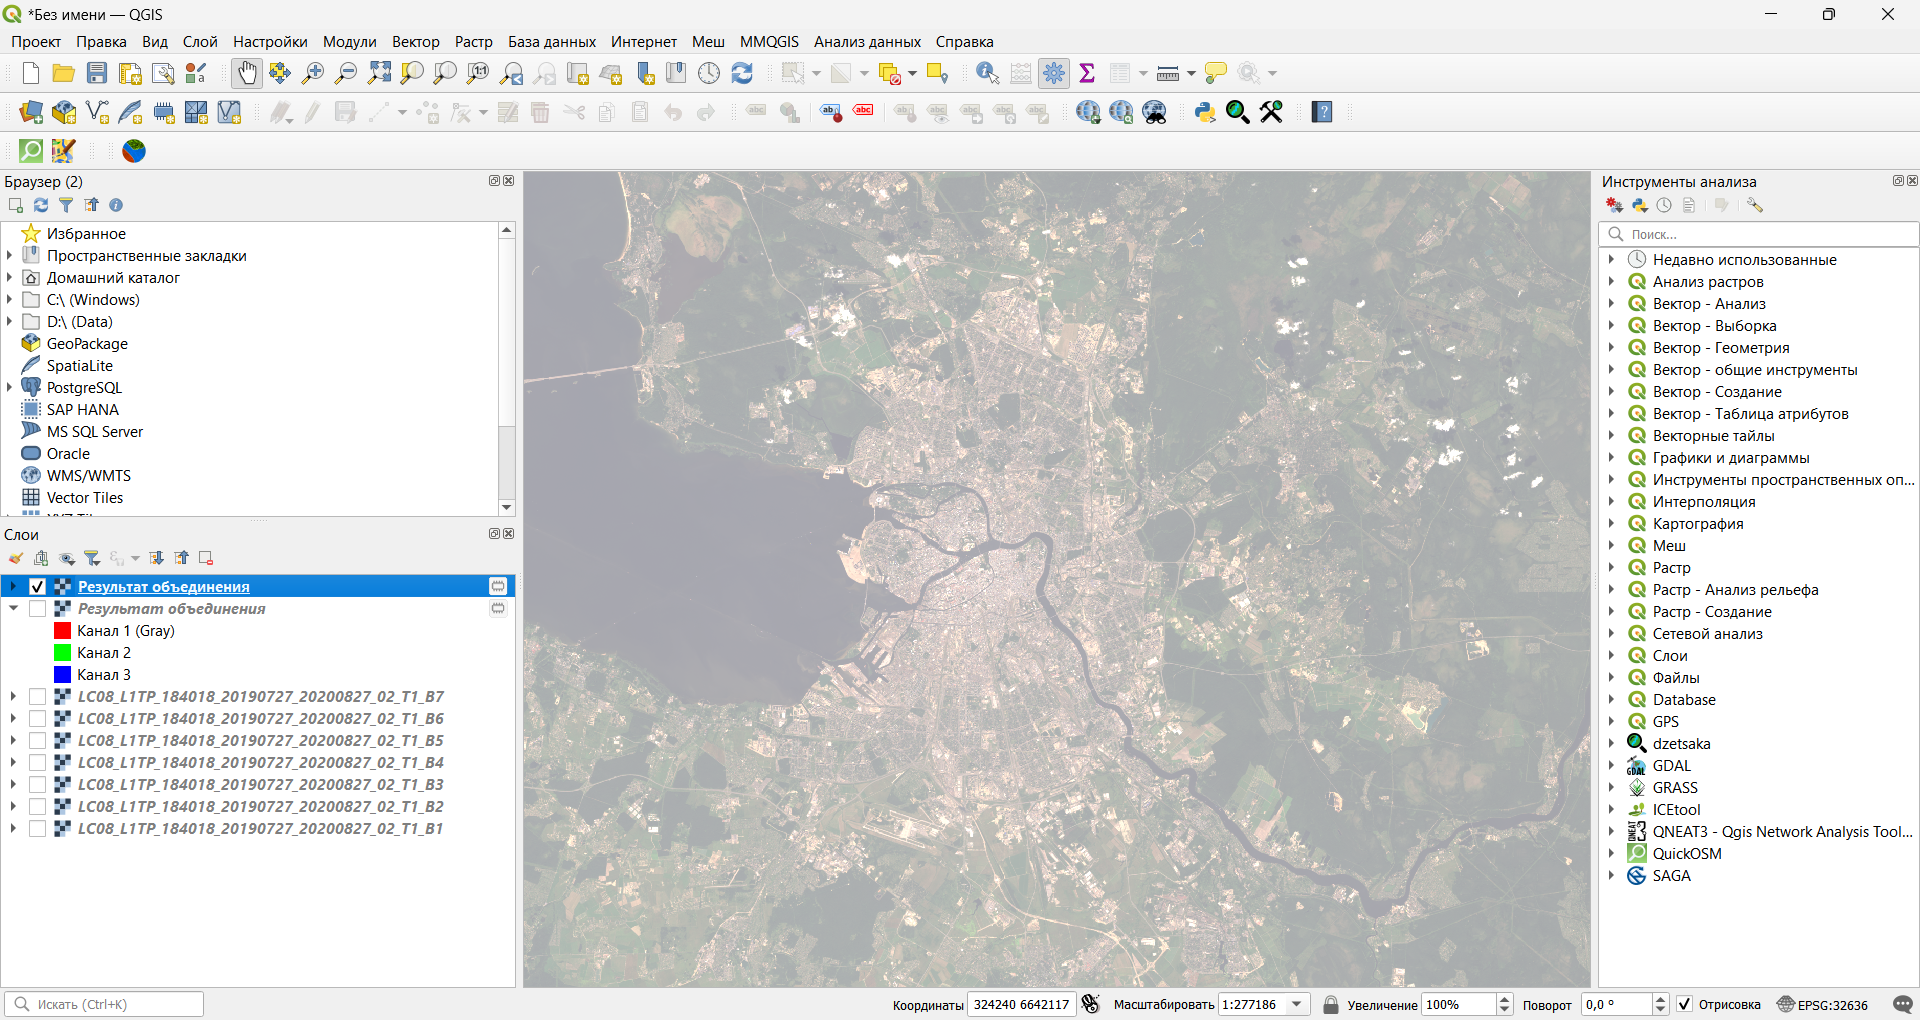 *Без имени — QGIS
Проект Правка Вид Слой Настройки Модули Вектор Растр База данных Интернет Меш MMQGIS Анализ данных Справка
Браузер (2)
Избранное
Пространственные закладки
Домашний каталог
C:\ (Windows)
D:\ (Data)
GeoPackage
SpatiaLite
PostgreSQL
SAP HANA
MS SQL Server
Oracle
WMS/WMTS
Vector Tiles
Слои
Результат объединения
Результат объединения
Канал 1 (Gray)
Канал 2
Канал 3
LC08_L1TP_184018_20190727_20200827_02_T1_B7
LC08_L1TP_184018_20190727_20200827_02_T1_B6
LC08_L1TP_184018_20190727_20200827_02_T1_B5
LC08_L1TP_184018_20190727_20200827_02_T1_B4
LC08_L1TP_184018_20190727_20200827_02_T1_B3
LC08_L1TP_184018_20190727_20200827_02_T1_B2
LC08_L1TP_184018_20190727_20200827_02_T1_B1
Инструменты анализа
Поиск...
Недавно использованные
Анализ растров
Вектор - Анализ
Вектор - Выборка
Вектор - Геометрия
Вектор - общие инструменты
Вектор - Создание
Вектор - Таблица атрибутов
Векторные тайлы
Графики и диаграммы
Инструменты пространственных оп...
Интерполяция
Картография
Меш
Растр
Растр - Анализ рельефа
Растр - Создание
Сетевой анализ
Слои
Файлы
Database
GPS
dzetsaka
GDAL
GRASS
ICEtool
QNEAT3 - Qgis Network Analysis Tool...
QuickOSM
SAGA
Искать (Ctrl+K)
Координаты 324240 6642117 Масштабировать 1:277186 Увеличение 100% Поворот 0,0 ° Отрисовка EPSG:32636